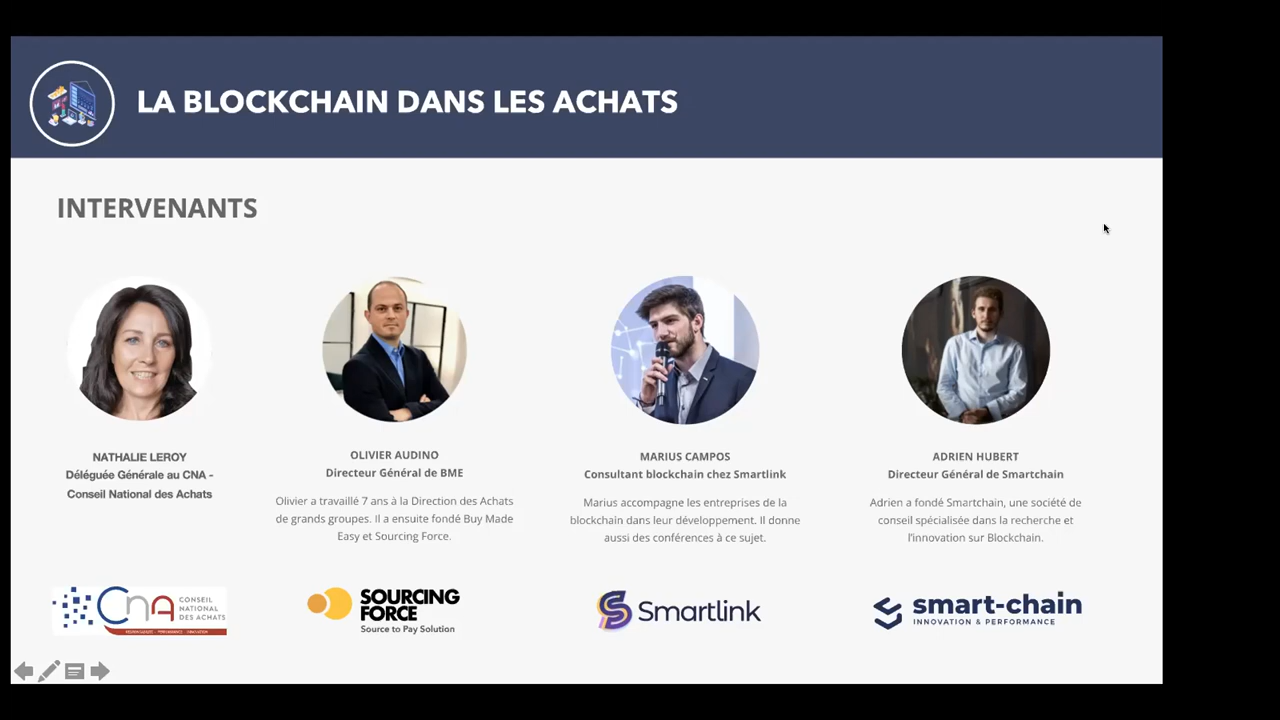 LA BLOCKCHAIN DANS LES ACHATS
INTERVENANTS
NATHALIE LEROY
Déléguée Générale au CNA -
Conseil National des Achats
OLIVIER AUDINO
Directeur Général de BME
Olivier a travaillé 7 ans à la Direction des Achats
de grands groupes. Il a ensuite fondé Buy Made
Easy et Sourcing Force.
MARIUS CAMPOS
Consultant blockchain chez Smartlink
Marius accompagne les entreprises de la
blockchain dans leur développement. Il donne
aussi des conférences à ce sujet.
ADRIEN HUBERT
Directeur Général de Smartchain
Adrien a fondé Smartchain, une société de
conseil spécialisée dans la recherche et
l'innovation sur Blockchain.
CNA
CONSEIL
NATIONAL
DES ACHATS
SOURCING
FORCE
Source to Pay Solution
Smartlink
smart-chain
INNOVATION & PERFORMANCE